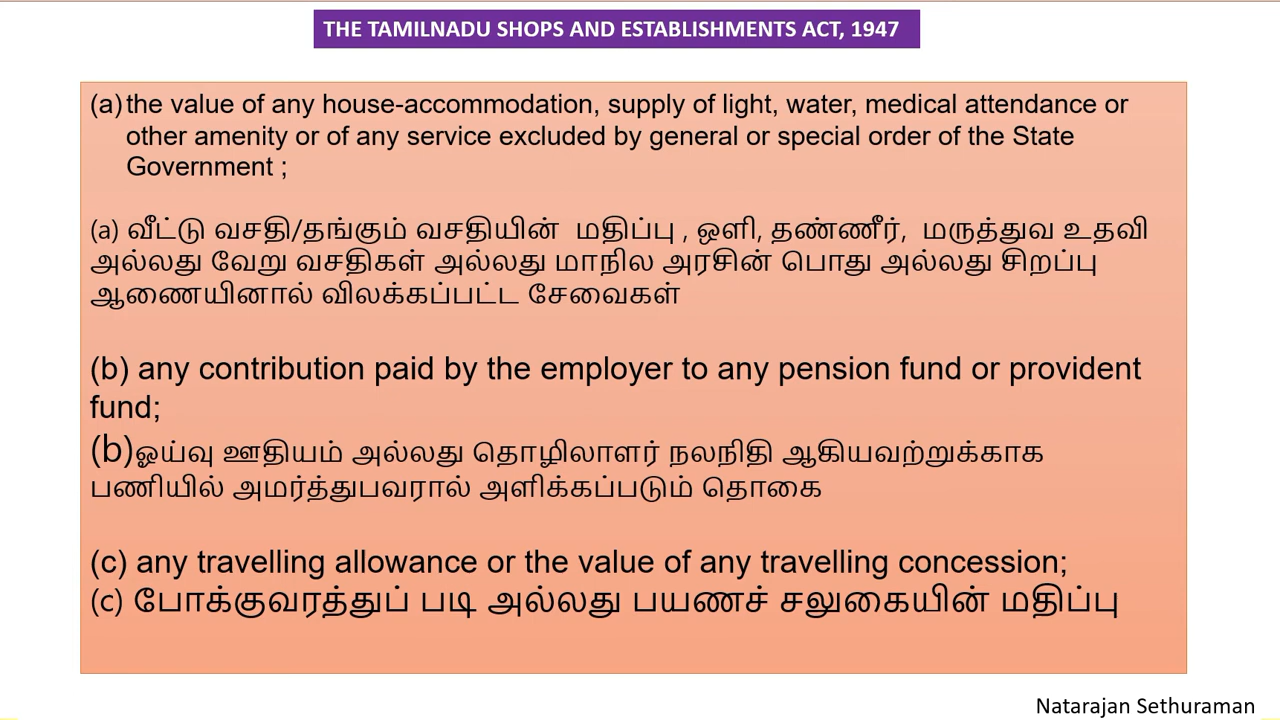 THE TAMILNADU SHOPS AND ESTABLISHMENTS ACT, 1947
(a) the value of any house-accommodation, supply of light, water, medical attendance or
other amenity or of any service excluded by general or special order of the State
Government ;
(a) வீட்டு வசதி/தங்கும் வசதியின் மதிப்பு , ஒளி, தண்ணீர், மருத்துவ உதவி
அல்லது வேறு வசதிகள் அல்லது மாநில அரசின் பொது அல்லது சிறப்பு
ஆணையினால் விலக்கப்பட்ட சேவைகள்
(b) any contribution paid by the employer to any pension fund or provident
fund;
(b)ஓய்வு ஊதியம் அல்லது தொழிலாளர் நலநிதி ஆகியவற்றுக்காக
பணியில் அமர்த்துபவரால் அளிக்கப்படும் தொகை
(c) any travelling allowance or the value of any travelling concession;
(c) போக்குவரத்துப் படி அல்லது பயணச் சலுகையின் மதிப்பு
Natarajan Sethuraman